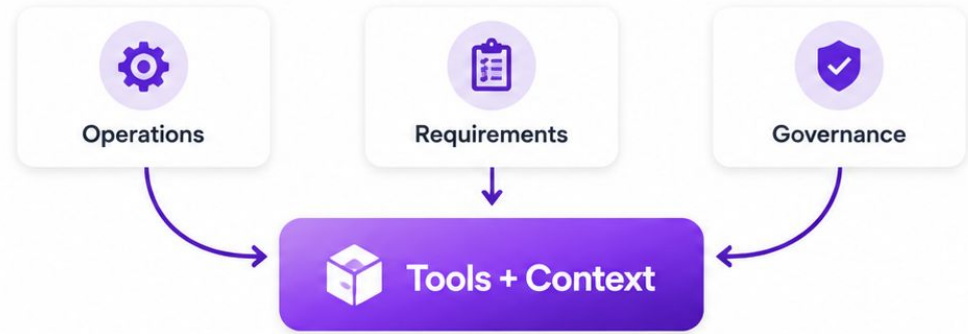 Operations
Requirements
Governance
Tools + Context